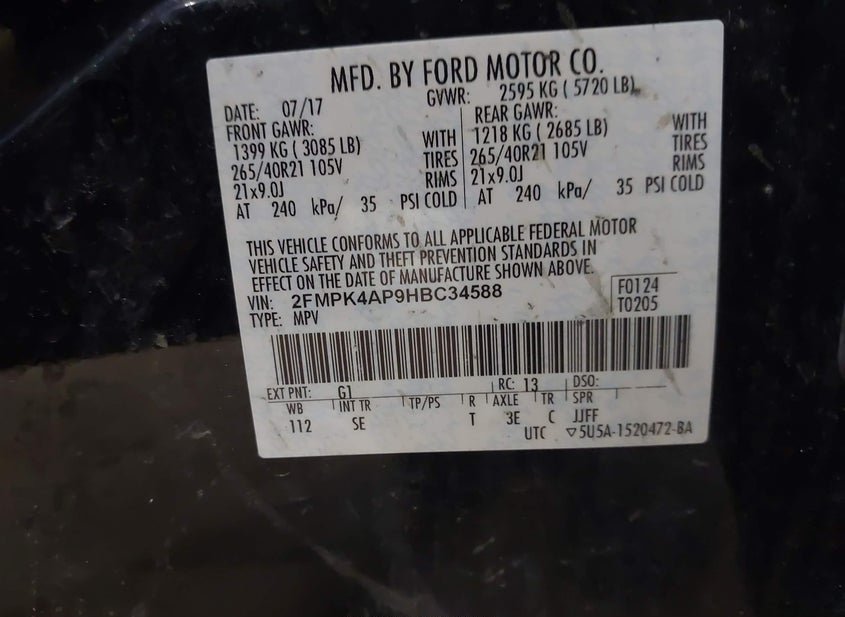 MFD. BY FORD MOTOR CO.
DATE: 07/17 GVWR: 2595 KG ( 5720 LB)
FRONT GAWR: REAR GAWR:
1399 KG ( 3085 LB) WITH 1218 KG ( 2685 LB) WITH
265/40R21 105V TIRES 265/40R21 105V TIRES
21x9.0J RIMS 21x9.0J RIMS
AT 240 kPa/ 35 PSI COLD AT 240 kPa/ 35 PSI COLD
THIS VEHICLE CONFORMS TO ALL APPLICABLE FEDERAL MOTOR
VEHICLE SAFETY AND THEFT PREVENTION STANDARDS IN
EFFECT ON THE DATE OF MANUFACTURE SHOWN ABOVE.
VIN: 2FMPK4AP9HBC34588 F0124
TYPE: MPV T0205
EXT PNT: G1 RC: 13 DSO:
WB INT TR TP/PS R AXLE TR SPR
112 SE T 3E C JJFF
UTC ▽5U5A-1520472-BA